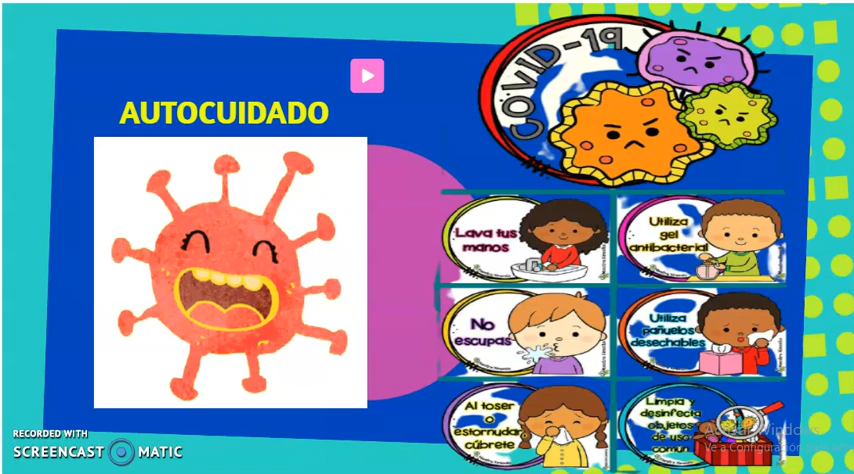 COVID-19
AUTOCUIDADO
Lava tus
manos
Utiliza
gel
antibacterial
No
escupas
Utiliza
pañuelos
desechables
Al toser
o
estornudar
cúbrete
Limpia y
desinfecta
objetos
de uso
común
RECORDED WITH
SCREENCAST MATIC